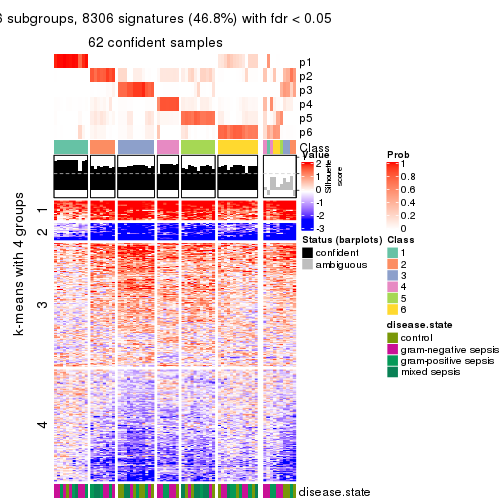 6 subgroups, 8306 signatures (46.8%) with fdr < 0.05
62 confident samples
p1
p2
p3
p4
p5
p6
Class
Silhouette
score
k-means with 4 groups
1
2
3
4
disease.state
Value
2
1
0
-1
-2
-3
Status (barplots)
confident
ambiguous
Prob
1
0.8
0.6
0.4
0.2
0
Class
1
2
3
4
5
6
disease.state
control
gram-negative sepsis
gram-positive sepsis
mixed sepsis